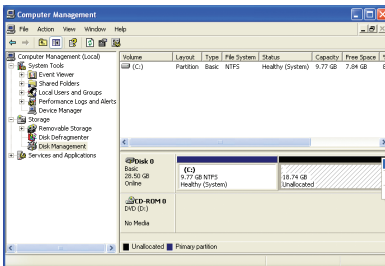 Computer Management
File Action View Window Help
Computer Management (Local)
System Tools
Event Viewer
Shared Folders
Local Users and Groups
Performance Logs and Alerts
Device Manager
Storage
Removable Storage
Disk Defragmenter
Disk Management
Services and Applications
Volume Layout Type File System Status Capacity Free Space %
(C:) Partition Basic NTFS Healthy (System) 9.77 GB 7.84 GB 8
Disk 0
Basic
28.50 GB
Online
(C:)
9.77 GB NTFS
Healthy (System)
18.74 GB
Unallocated
CD-ROM 0
DVD (D:)
No Media
Unallocated Primary partition